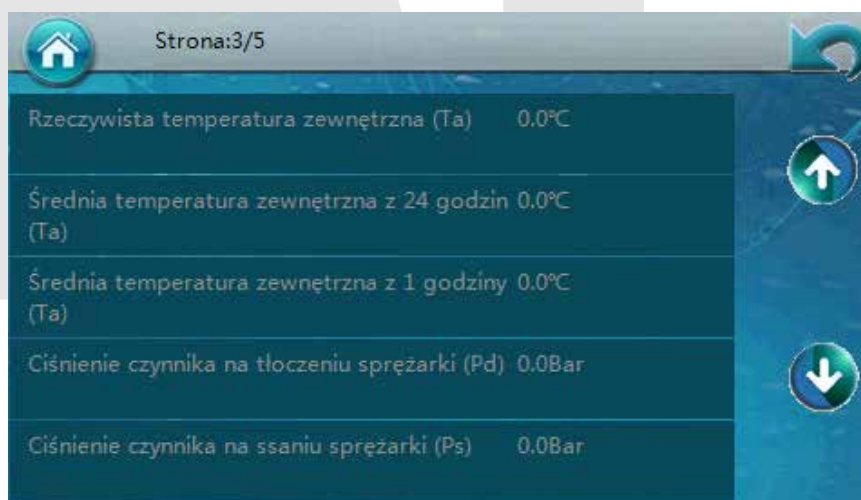 Strona:3/5
Rzeczywista temperatura zewnętrzna (Ta) 0.0℃
Średnia temperatura zewnętrzna z 24 godzin 0.0℃
(Ta)
Średnia temperatura zewnętrzna z 1 godziny 0.0℃
(Ta)
Ciśnienie czynnika na tłoczeniu sprężarki (Pd) 0.0Bar
Ciśnienie czynnika na ssaniu sprężarki (Ps) 0.0Bar